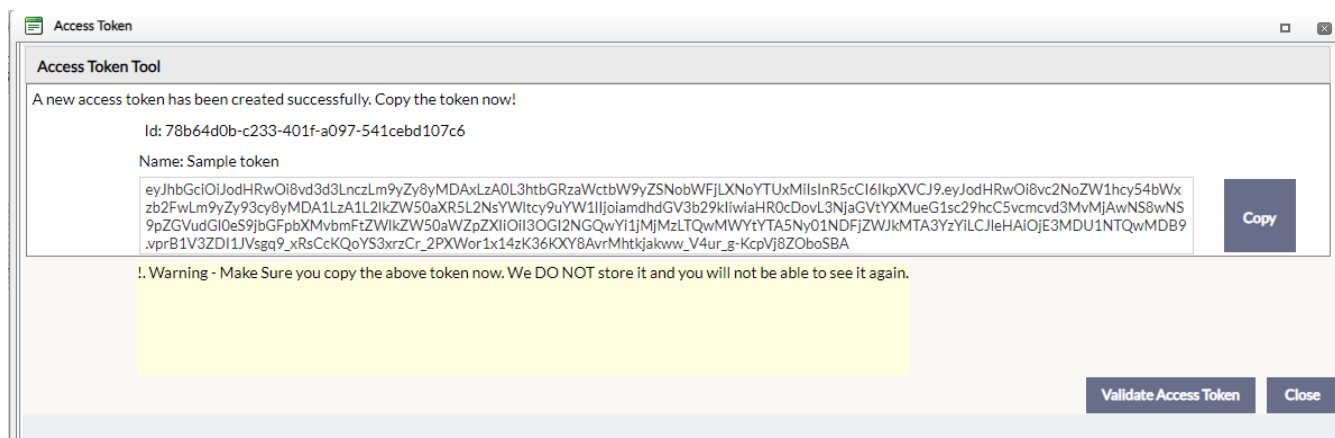 Access Token
Access Token Tool
A new access token has been created successfully. Copy the token now!
Id: 78b64d0b-c233-401f-a097-541cebd107c6
Name: Sample token
eyJhbGciOiJodHRwOi8vd3d3LnczLm9yZy8yMDAxLzA0L3htbGRzaWctbW9yZSNobWFjLXNoYTUxMiIsInR5cCI6IkpXVCJ9.eyJodHRwOi8vc2NoZW1hcy54bWx
zb2FwLm9yZy93cy8yMDA1LzA1L2lkZW50aXR5L2NsYWltcy9uYW1lIjoiamdhdGV3b29kIiwiaHR0cDovL3NjaGVtYXMueG1sc29hcC5vcmcvd3MvMjAwNS8wNS
9pZGVudGl0eS9jbGFpbXMvbmFtZWlkZW50aWZpZXIiOiI3OGI2NGQwYi1jMjMzLTQwMWYtYTA5Ny01NDFjZWJkMTA3YzYiLCJleHAiOjE3MDU1NTQwMDB9
.vprB1V3ZDI1JVsgq9_xRsCcKQoYS3xrzCr_2PXWor1x14zK36KXY8AvrMhtkjakww_V4ur_g-KcpVj8ZOboSBA
Copy
!. Warning - Make Sure you copy the above token now. We DO NOT store it and you will not be able to see it again.
Validate Access Token
Close